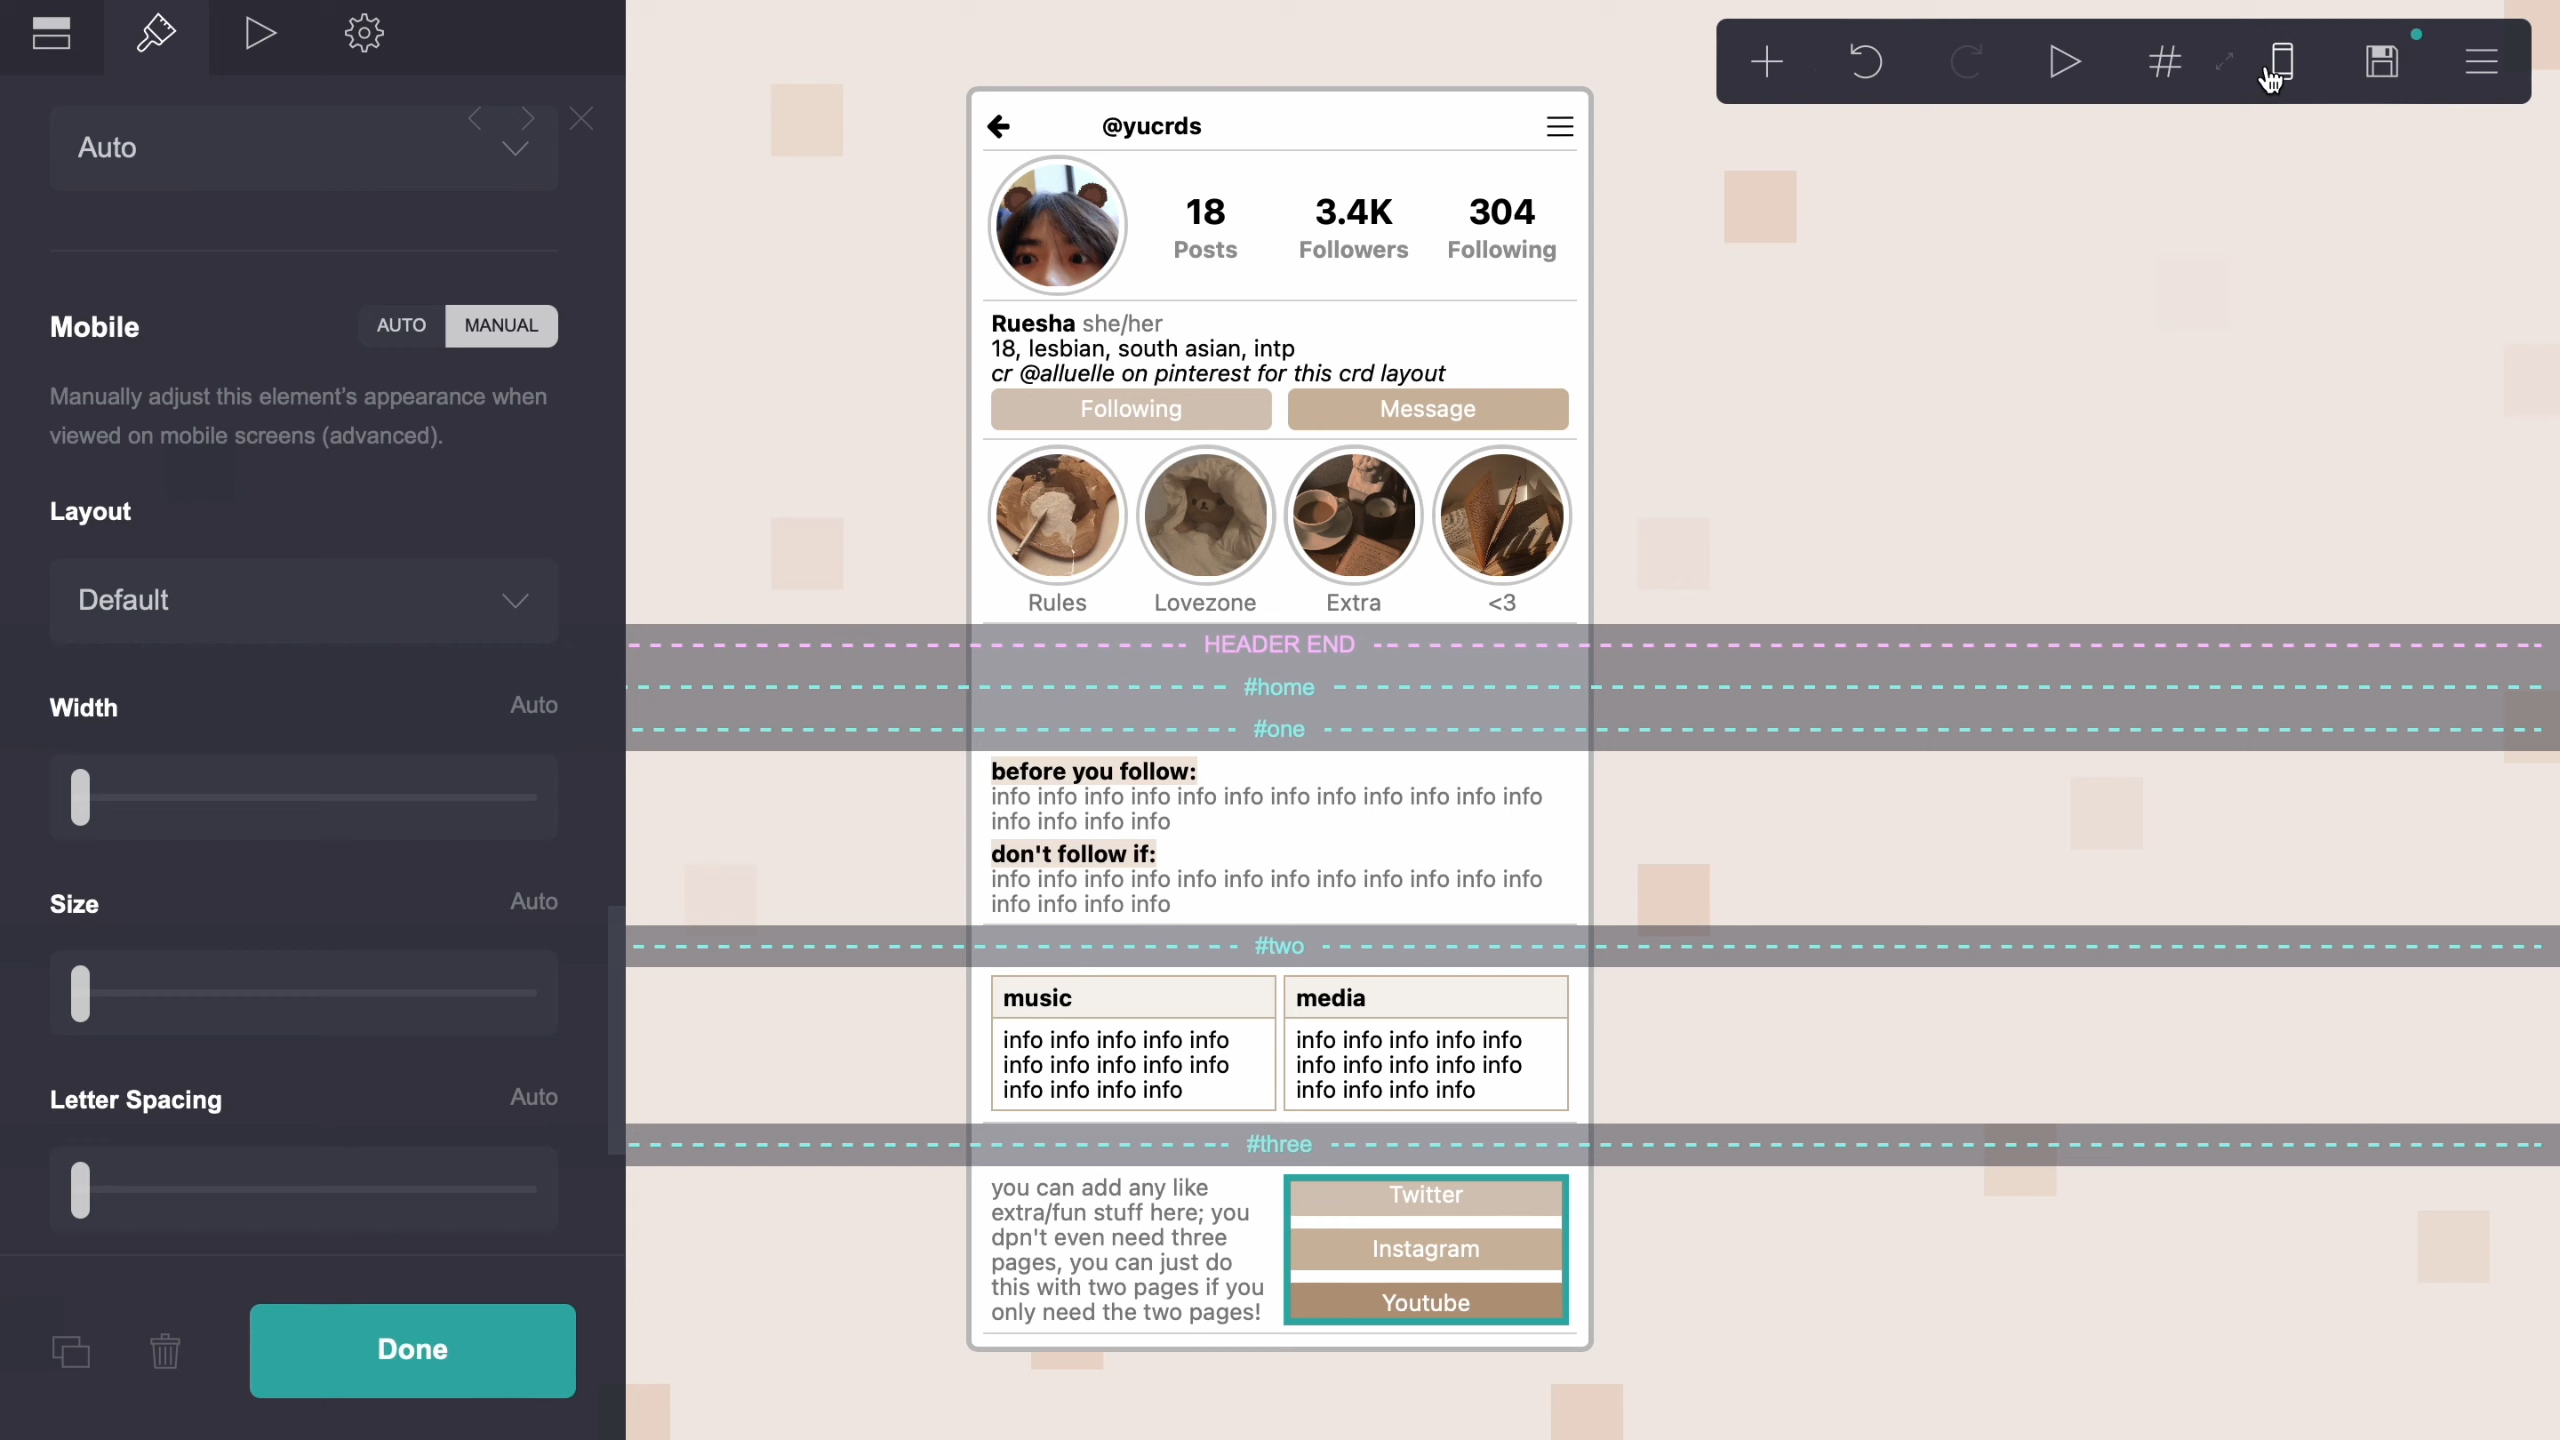 Auto
Mobile
AUTO
MANUAL
Manually adjust this element's appearance when
viewed on mobile screens (advanced).
Layout
Default
Width
Auto
Size
Auto
Letter Spacing
Auto
Done
@yucrds
18
Posts
3.4K
Followers
304
Following
Ruesha she/her
18, lesbian, south asian, intp
cr @alluelle on pinterest for this crd layout
Following
Message
Rules
Lovezone
Extra
<3
HEADER END
#home
#one
before you follow:
info info info info info info info info info info info info
info info info info
don't follow if:
info info info info info info info info info info info info
info info info info
#two
music
info info info info info
info info info info info
info info info info
media
info info info info info
info info info info info
info info info info
#three
you can add any like
extra/fun stuff here; you
dpn't even need three
pages, you can just do
this with two pages if you
only need the two pages!
Twitter
Instagram
Youtube